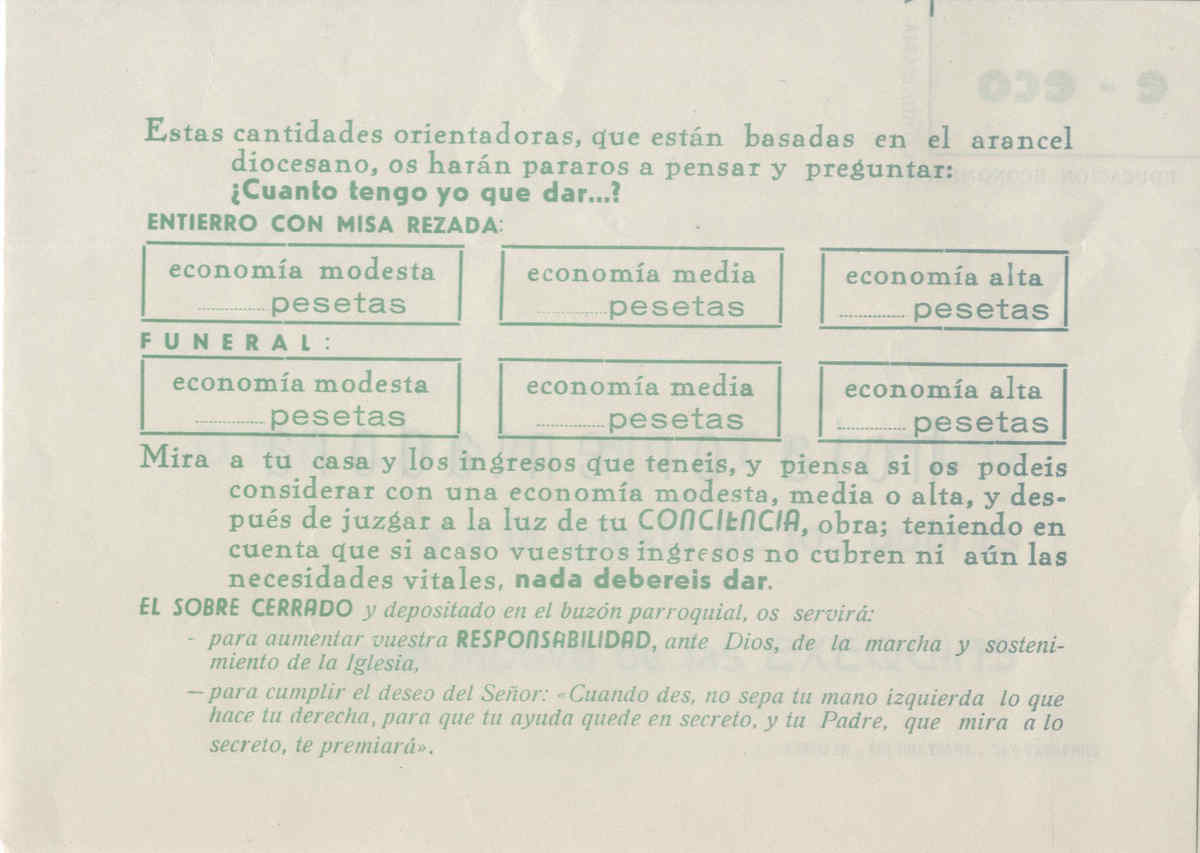 Estas cantidades orientadoras, que están basadas en el arancel
diocesano, os harán pararos a pensar y preguntar:
¿Cuanto tengo yo que dar...?
ENTIERRO CON MISA REZADA:
economía modesta
............ pesetas
economía media
............ pesetas
economía alta
............ pesetas
FUNERAL:
economía modesta
............ pesetas
economía media
............ pesetas
economía alta
............ pesetas
Mira a tu casa y los ingresos que teneis, y piensa si os podeis
considerar con una economía modesta, media o alta, y des-
pués de juzgar a la luz de tu CONCIENCIA, obra; teniendo en
cuenta que si acaso vuestros ingresos no cubren ni aún las
necesidades vitales, nada debereis dar.
EL SOBRE CERRADO y depositado en el buzón parroquial, os servirá:
- para aumentar vuestra RESPONSABILIDAD, ante Dios, de la marcha y sosteni-
miento de la Iglesia,
— para cumplir el deseo del Señor: «Cuando des, no sepa tu mano izquierda lo que
hace tu derecha, para que tu ayuda quede en secreto, y tu Padre, que mira a lo
secreto, te premiará».
e - eco